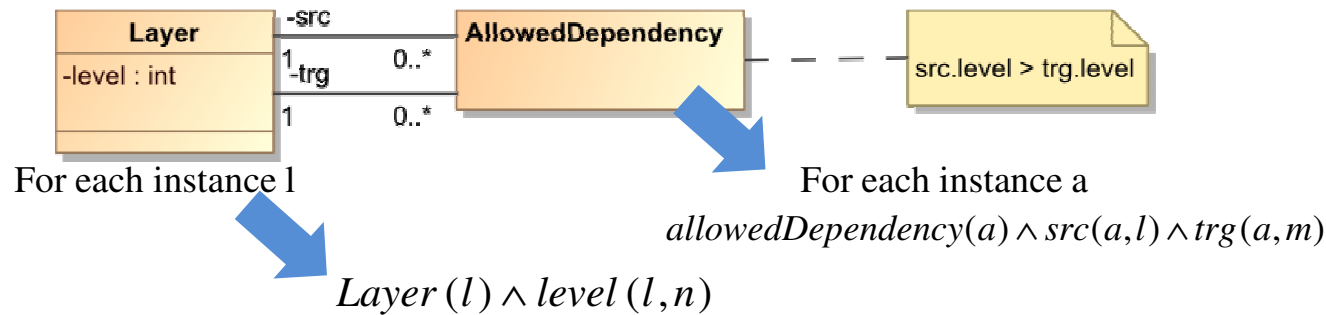 Layer
-level : int
-src
1
0..*
-trg
1
0..*
AllowedDependency
src.level > trg.level
For each instance l
For each instance a
allowedDependency(a) ∧ src(a,l) ∧ trg(a,m)
Layer (l) ∧ level (l,n)